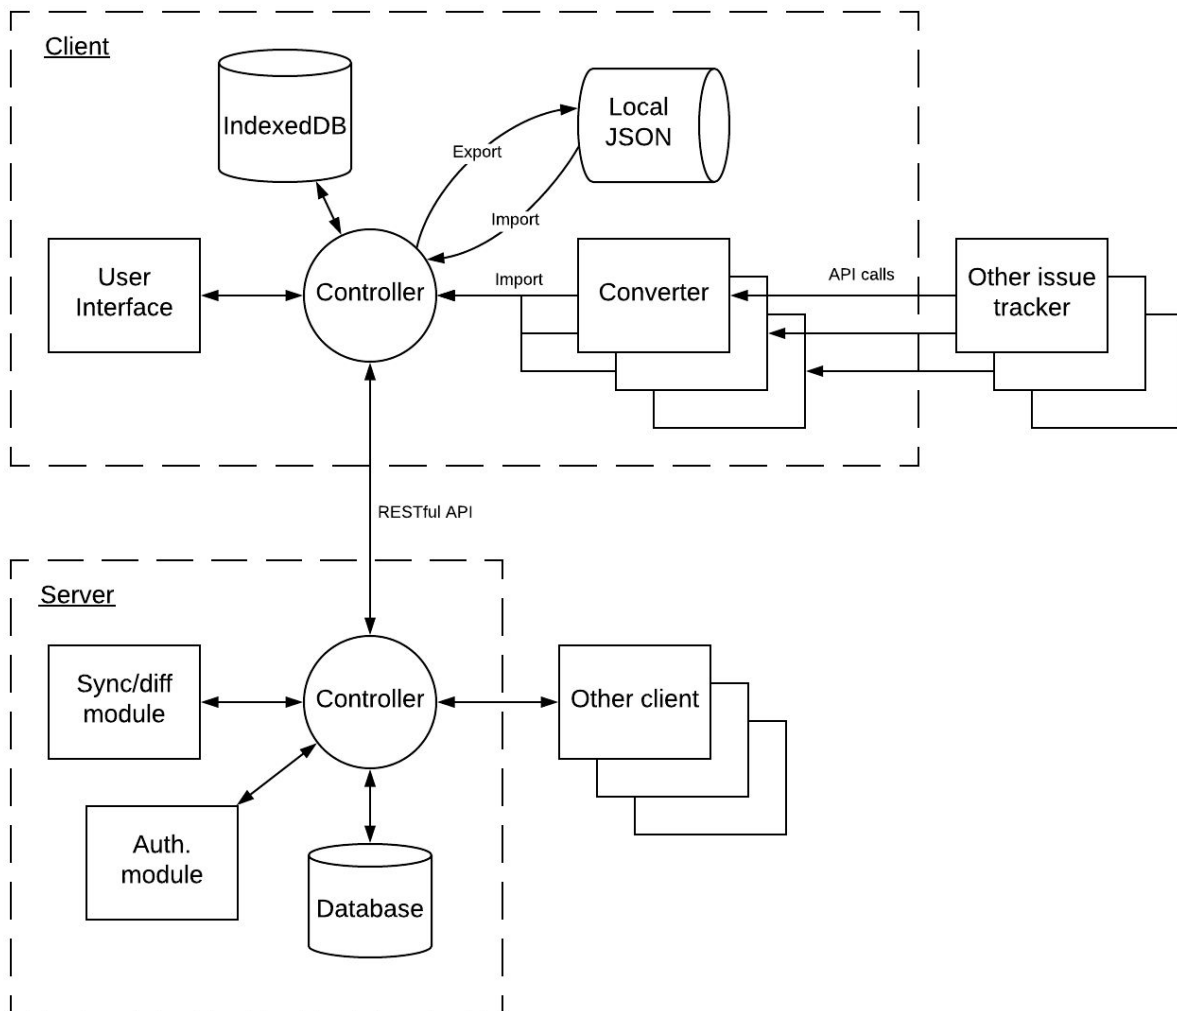 Client
IndexedDB
Local
JSON
Export
Import
User
Interface
Controller
Import
Converter
API calls
Other issue
tracker
RESTful API
Server
Sync/diff
module
Controller
Other client
Auth.
module
Database